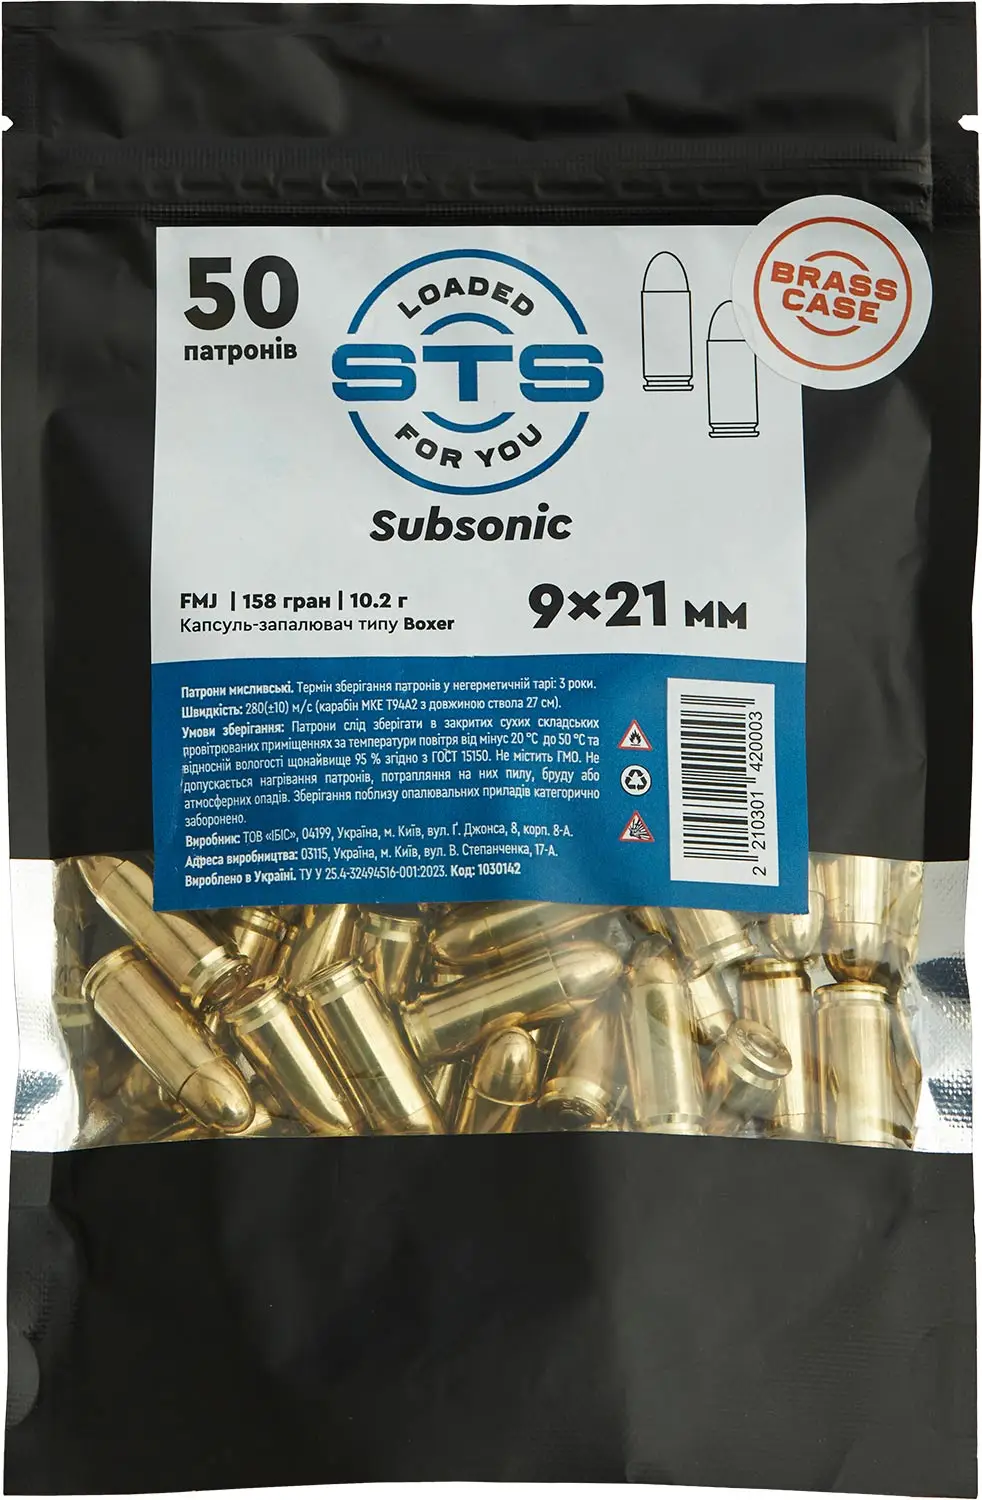 50
патронів
LOADED
STS
FOR YOU
BRASS
CASE
Subsonic
FMJ | 158 гран | 10.2 г
Капсуль-запалювач типу Boxer
9×21 мм
Патрони мисливські. Термін зберігання патронів у негерметичній тарі: 3 роки.
Швидкість: 280(±10) м/с (карабін МКЕ Т94А2 з довжиною ствола 27 см).
Умови зберігання: Патрони слід зберігати в закритих сухих складських
провітрюваних приміщеннях за температури повітря від мінус 20 °С до 50 °С та
відносній вологості щонайвище 95 % згідно з ГОСТ 15150. Не містить ГМО. Не
допускається нагрівання патронів, потрапляння на них пилу, бруду або
атмосферних опадів. Зберігання поблизу опалювальних приладів категорично
заборонено.
Виробник: ТОВ «ІБІС», 04199, Україна, м. Київ, вул. Ґ. Джонса, 8, корп. 8-А.
Адреса виробництва: 03115, Україна, м. Київ, вул. В. Степанченка, 17-А.
Вироблено в Україні. ТУ У 25.4-32494516-001:2023. Код: 1030142
2 210301 420003